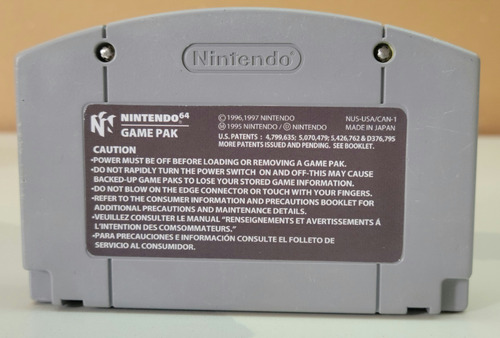 Nintendo
NINTENDO 64
GAME PAK
© 1996,1997 NINTENDO
Ⓜ 1995 NINTENDO / Ⓓ NINTENDO
NUS-USA/CAN-1
MADE IN JAPAN
U.S. PATENTS : 4,799,635; 5,070,479; 5,426,762 & D376,795
MORE PATENTS ISSUED AND PENDING. SEE BOOKLET.
CAUTION
•POWER MUST BE OFF BEFORE LOADING OR REMOVING A GAME PAK.
•DO NOT RAPIDLY TURN THE POWER SWITCH ON AND OFF-THIS MAY CAUSE
BACKED-UP GAME PAKS TO LOSE YOUR STORED GAME INFORMATION.
•DO NOT BLOW ON THE EDGE CONNECTOR OR TOUCH WITH YOUR FINGERS.
•REFER TO THE CONSUMER INFORMATION AND PRECAUTIONS BOOKLET FOR
ADDITIONAL PRECAUTIONS AND MAINTENANCE DETAILS.
•VEUILLEZ CONSULTER LE MANUAL "RENSEIGNEMENTS ET AVERTISSEMENTS À
L'INTENTION DES COMSOMMATEURS."
•PARA PRECAUCIONES E INFORMACIÓN CONSULTE EL FOLLETO DE
SERVICIO AL CONSUMIDOR.